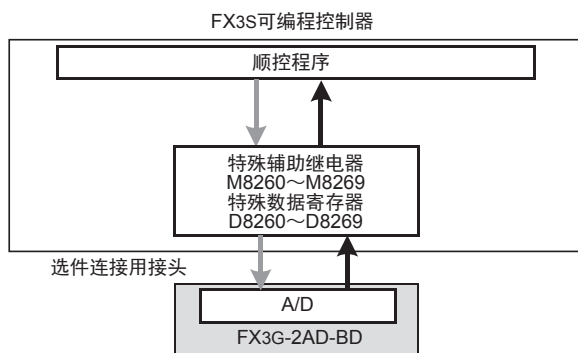 FX3S可编程控制器
顺控程序
特殊辅助继电器
M8260～M8269
特殊数据寄存器
D8260～D8269
选件连接用接头
A/D
FX3G-2AD-BD